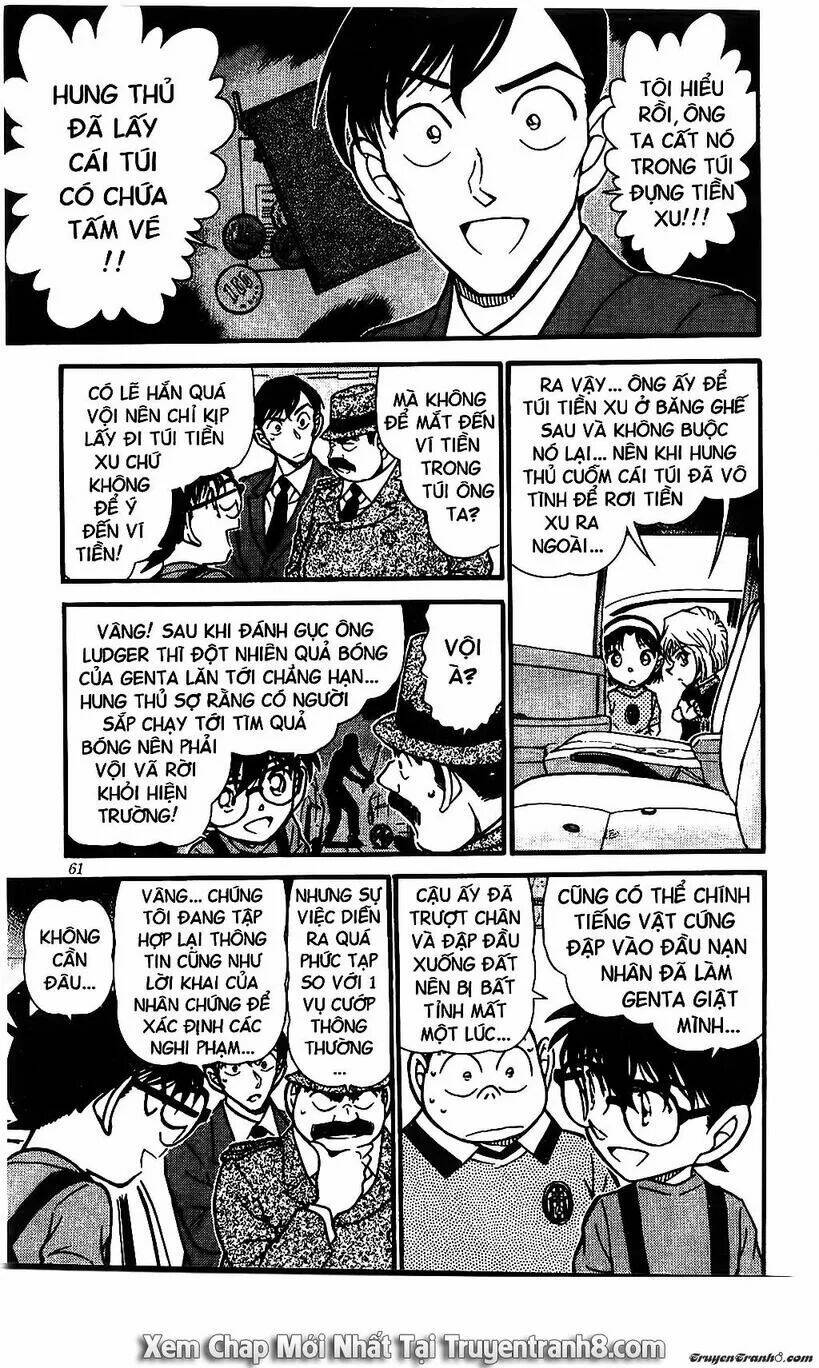 TÔI HIỂU
RỒI, ÔNG
TA CẤT NÓ
TRONG TÚI
ĐỰNG TIỀN
XU!!!
HUNG THỦ
ĐÃ LẤY
CÁI TÚI
CÓ CHỨA
TẤM VÉ
!!
RA VẬY... ÔNG ẤY ĐỂ
TÚI TIỀN XU Ở BĂNG GHẾ
SAU VÀ KHÔNG BUỘC
NÓ LẠI... NÊN KHI HUNG
THỦ CUỖM CÁI TÚI ĐÃ VÔ
TÌNH ĐỂ RƠI TIỀN
XU RA
NGOÀI...
MÀ KHÔNG
ĐỂ MẮT ĐẾN
VÍ TIỀN
TRONG
TÚI ÔNG
TA?
CÓ LẼ HẮN QUÁ
VỘI NÊN CHỈ KỊP
LẤY ĐI TÚI TIỀN
XU CHỨ
KHÔNG
ĐỂ Ý
ĐẾN VÍ
TIỀN!
VỘI
À?
VÂNG! SAU KHI ĐÁNH GỤC ÔNG
LUDGER THÌ ĐỘT NHIÊN QUẢ BÓNG
CỦA GENTA LĂN TỚI CHẲNG HẠN...
HUNG THỦ SỢ RẰNG CÓ NGƯỜI
SẮP CHẠY TỚI TÌM QUẢ
BÓNG NÊN PHẢI
VỘI VÃ RỜI
KHỎI HIỆN
TRƯỜNG!
61
CŨNG CÓ THỂ CHÍNH
TIẾNG VẬT CỨNG
ĐẬP VÀO ĐẦU NẠN
NHÂN ĐÃ LÀM
GENTA GIẬT
MÌNH...
CẬU ẤY ĐÃ
TRƯỢT CHÂN
VÀ ĐẬP ĐẦU
XUỐNG ĐẤT
NÊN BỊ BẤT
TỈNH MẤT
MỘT LÚC...
NHƯNG SỰ
VIỆC DIỄN
RA QUÁ
PHỨC TẠP
SO VỚI 1
VỤ CƯỚP
THÔNG
THƯỜNG
...
VÂNG... CHÚNG
TÔI ĐANG TẬP
HỢP LẠI THÔNG
TIN CŨNG NHƯ
LỜI KHAI CỦA
NHÂN CHỨNG ĐỂ
XÁC ĐỊNH CÁC
NGHI PHẠM...
KHÔNG
CẦN
ĐÂU...
Xem Chap Mới Nhất Tại Truyentranh8.com
TruyenTranh8.com